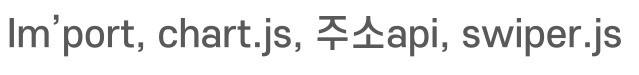 Im’port, chart.js, 주소api, swiper.js